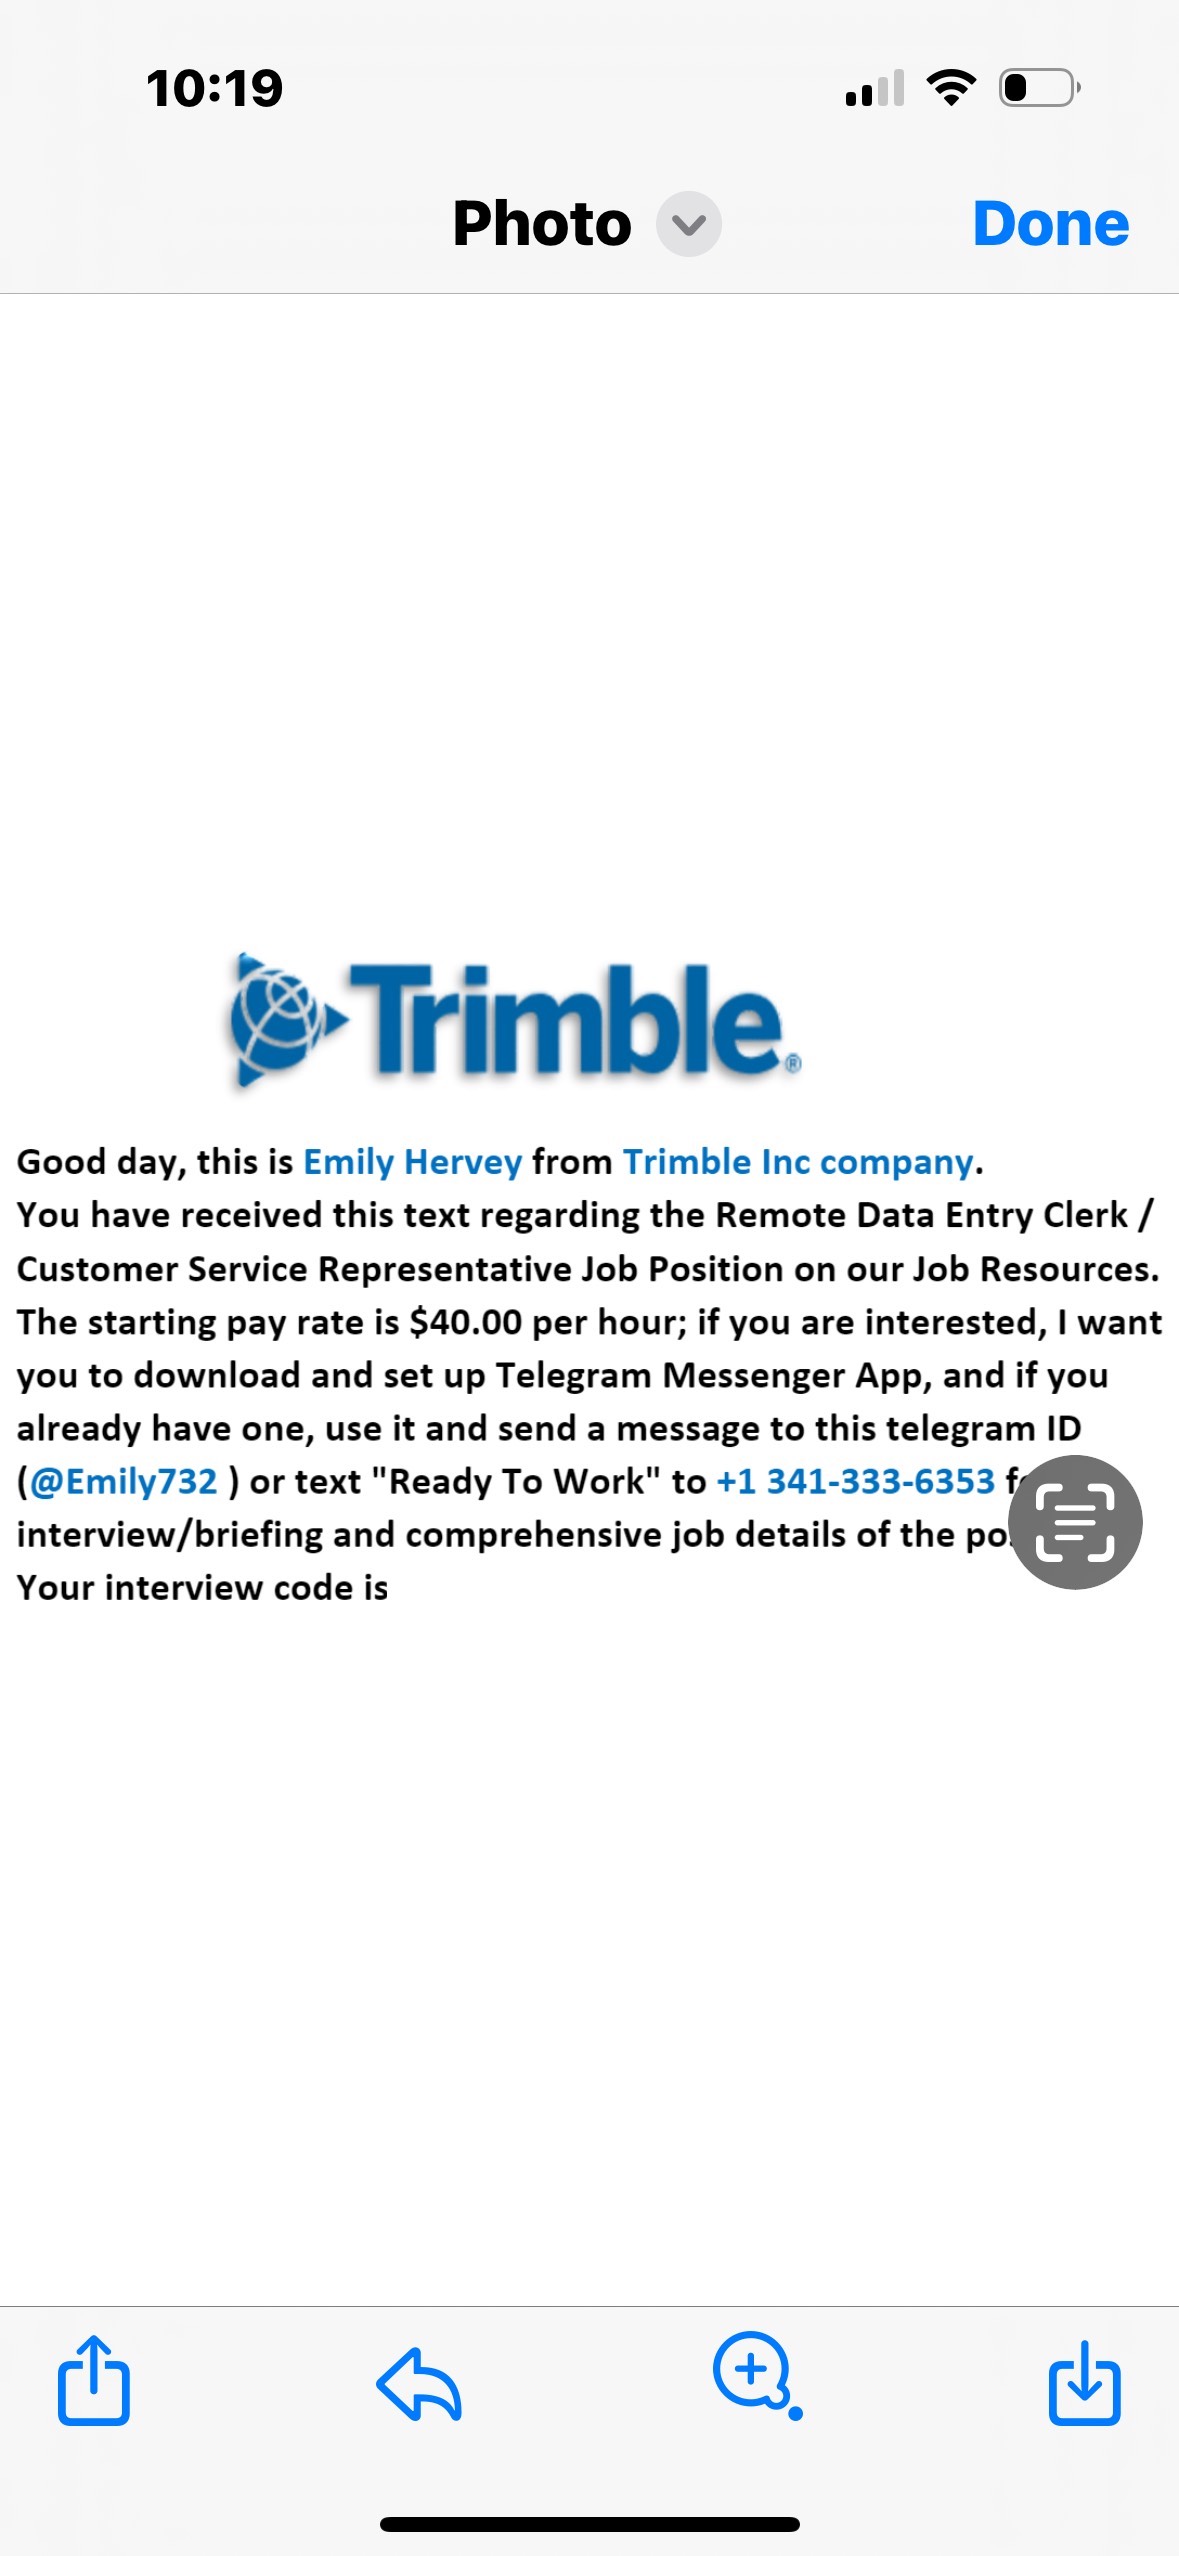 10:19
Photo
Done
Trimble®
Good day, this is Emily Hervey from Trimble Inc company.
You have received this text regarding the Remote Data Entry Clerk /
Customer Service Representative Job Position on our Job Resources.
The starting pay rate is $40.00 per hour; if you are interested, I want
you to download and set up Telegram Messenger App, and if you
already have one, use it and send a message to this telegram ID
(@Emily732 ) or text "Ready To Work" to +1 341-333-6353
interview/briefing and comprehensive job details of the
Your interview code is